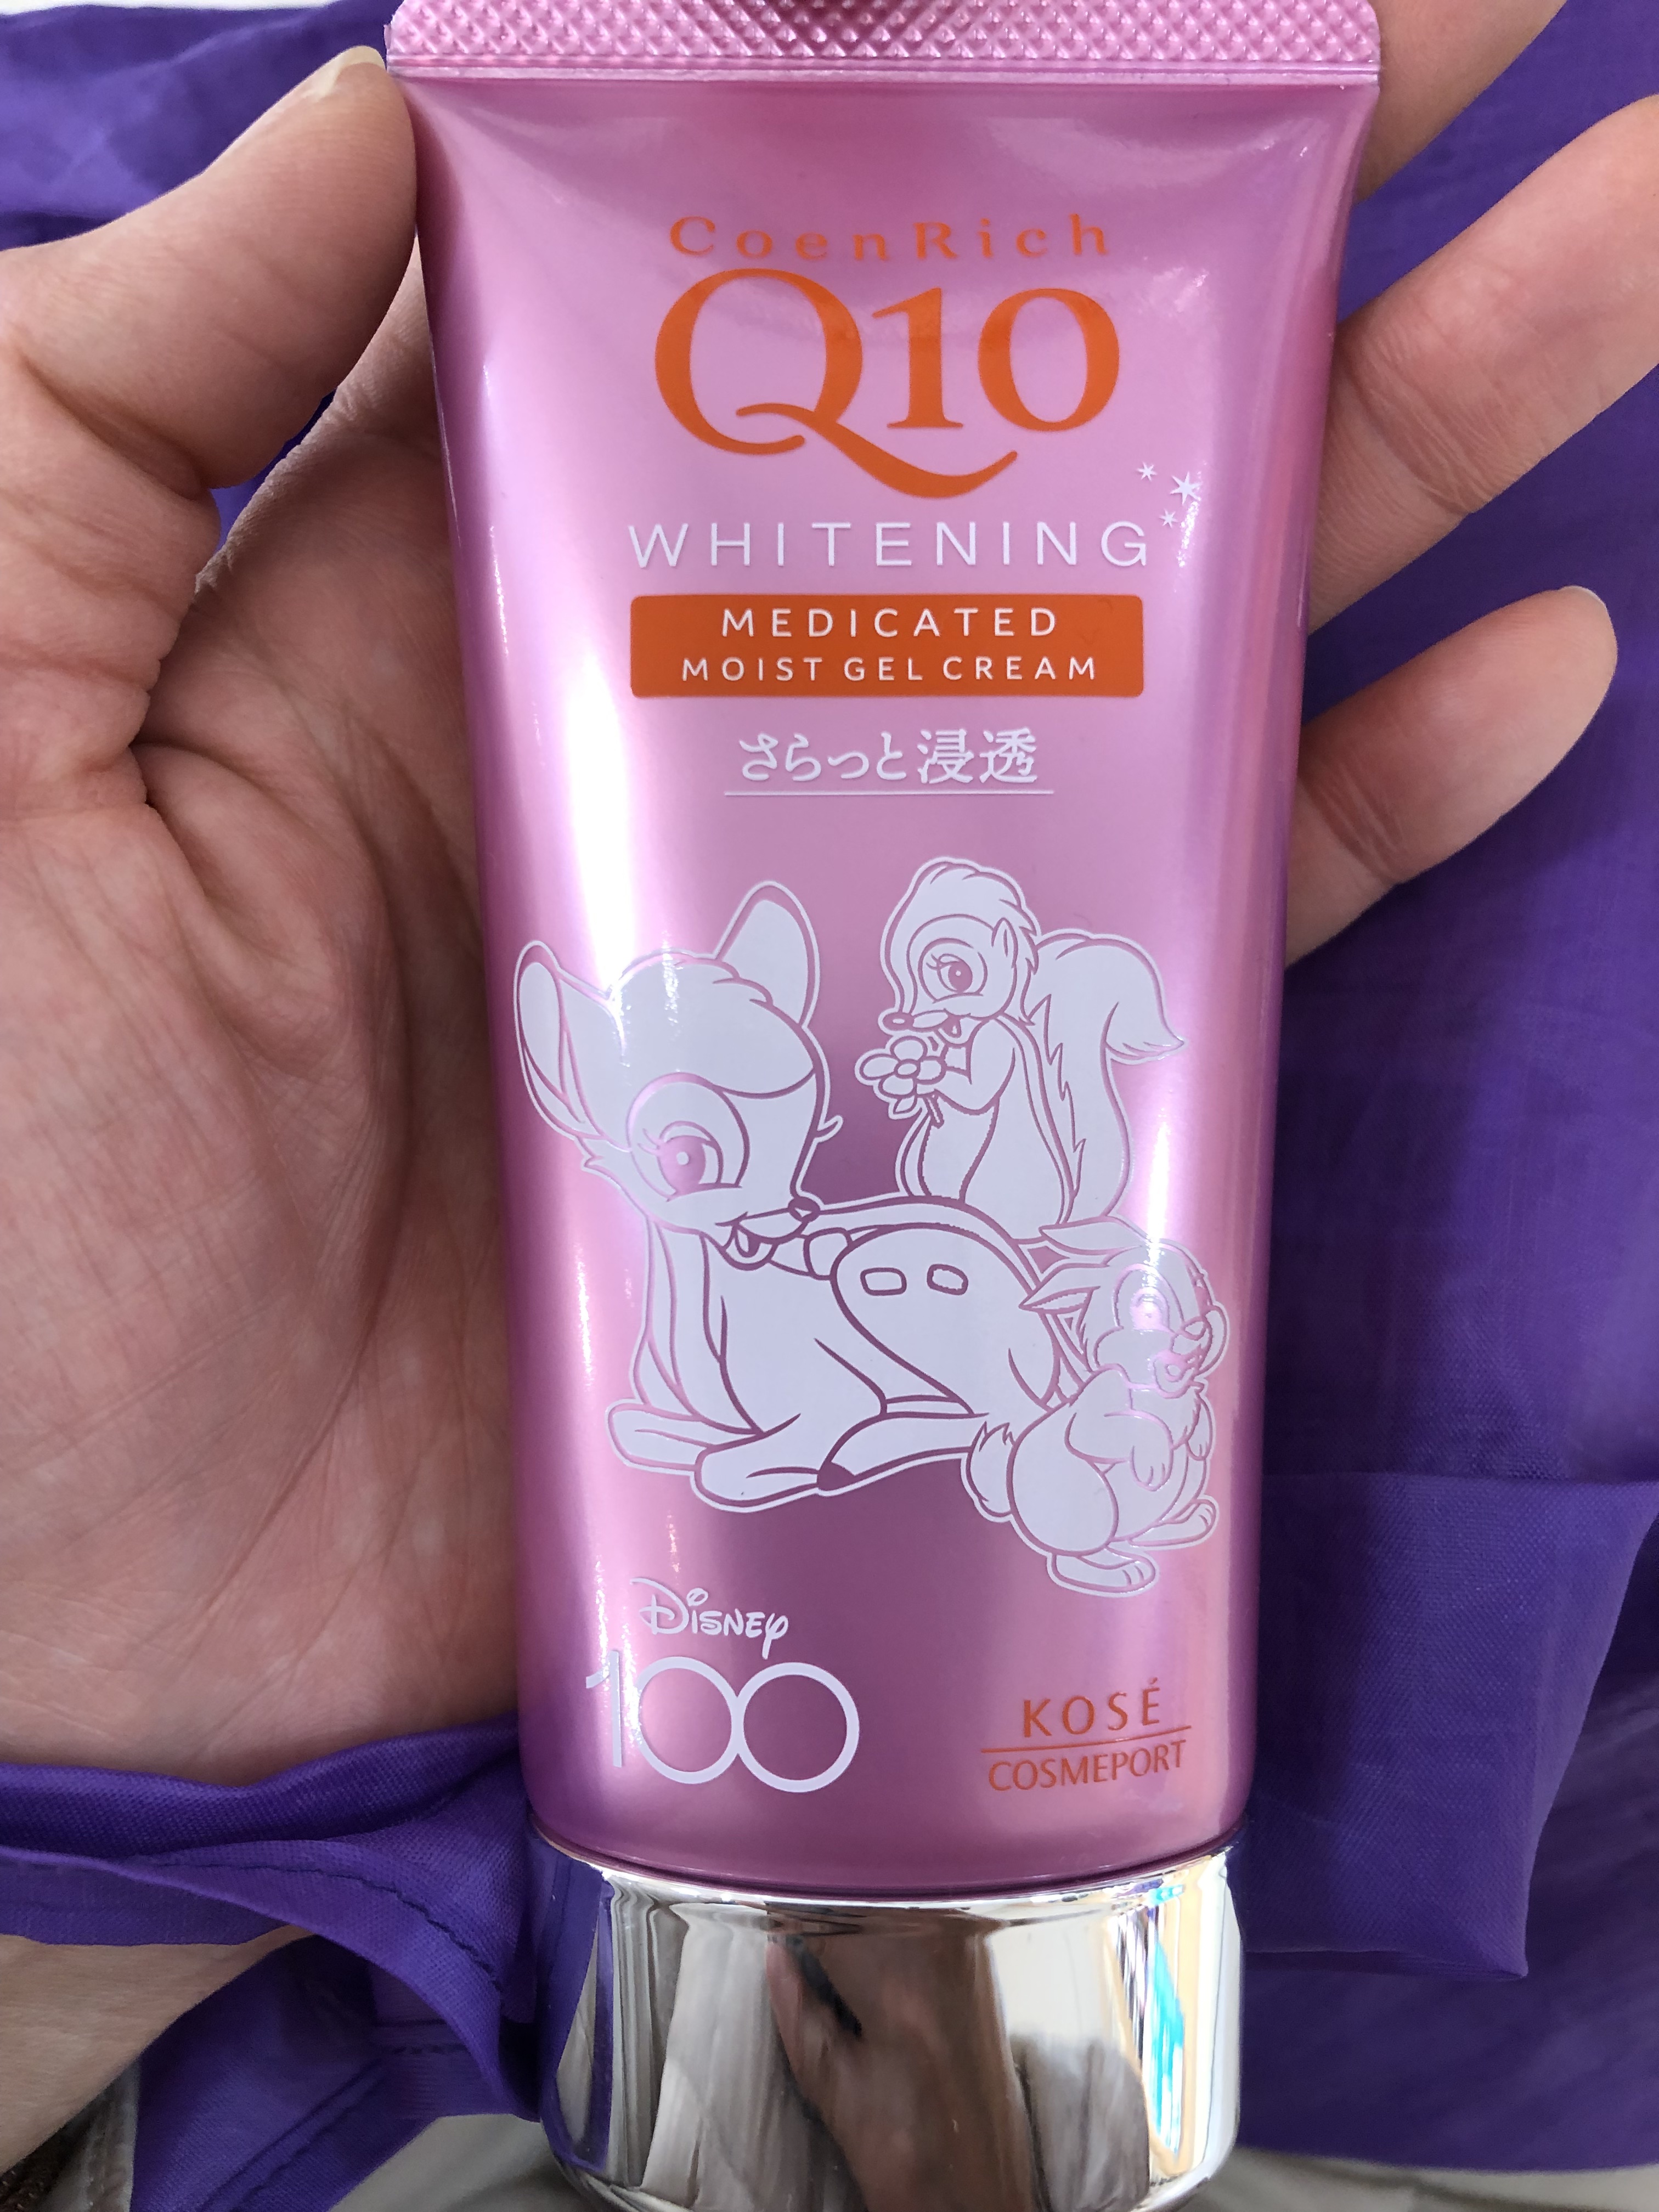 CoenRich
Q10
WHITENING
MEDICATED
MOIST GEL CREAM
さらっと浸透
Disney
100
KOSÉ
COSMEPORT